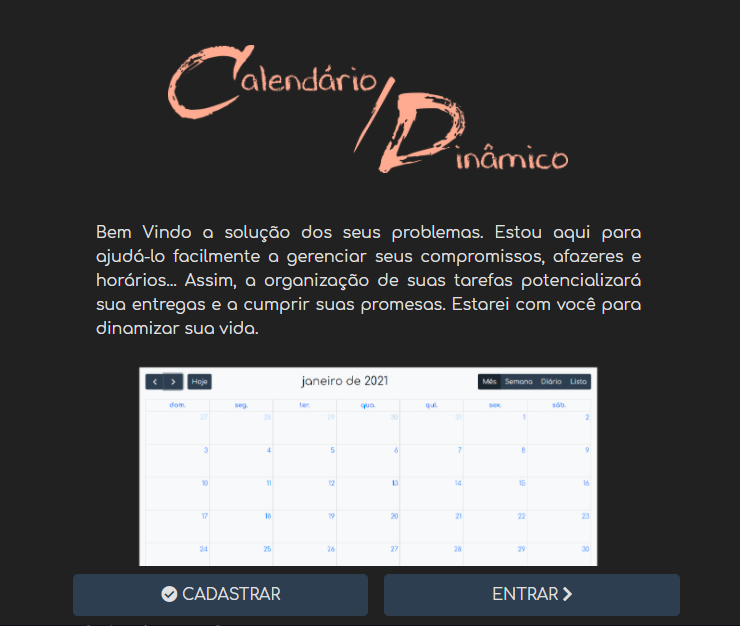 Calendário
/Dinâmico
Bem Vindo a solução dos seus problemas. Estou aqui para
ajudá-lo facilmente a gerenciar seus compromissos, afazeres e
horários... Assim, a organização de suas tarefas potencializará
sua entregas e a cumprir suas promesas. Estarei com você para
dinamizar sua vida.
Hoje janeiro de 2021 Mês Semana Diário Lista
dom. seg. ter. qua. qui. sex. sáb.
27 28 29 30 31 1 2
3 4 5 6 7 8 9
10 11 12 13 14 15 16
17 18 19 20 21 22 23
24 25 26 27 28 29 30
CADASTRAR ENTRAR